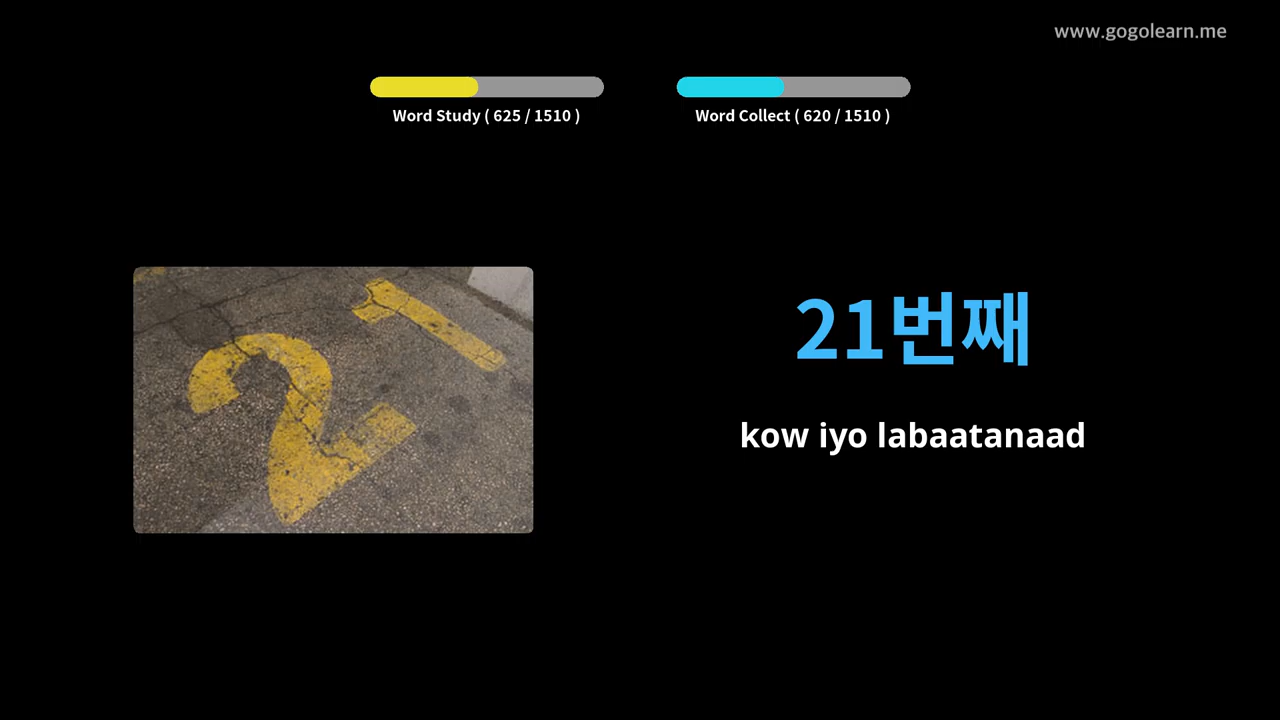 www.gogolearn.me
Word Study ( 625 / 1510 )
Word Collect ( 620 / 1510 )
21
21번째
kow iyo labaatanaad